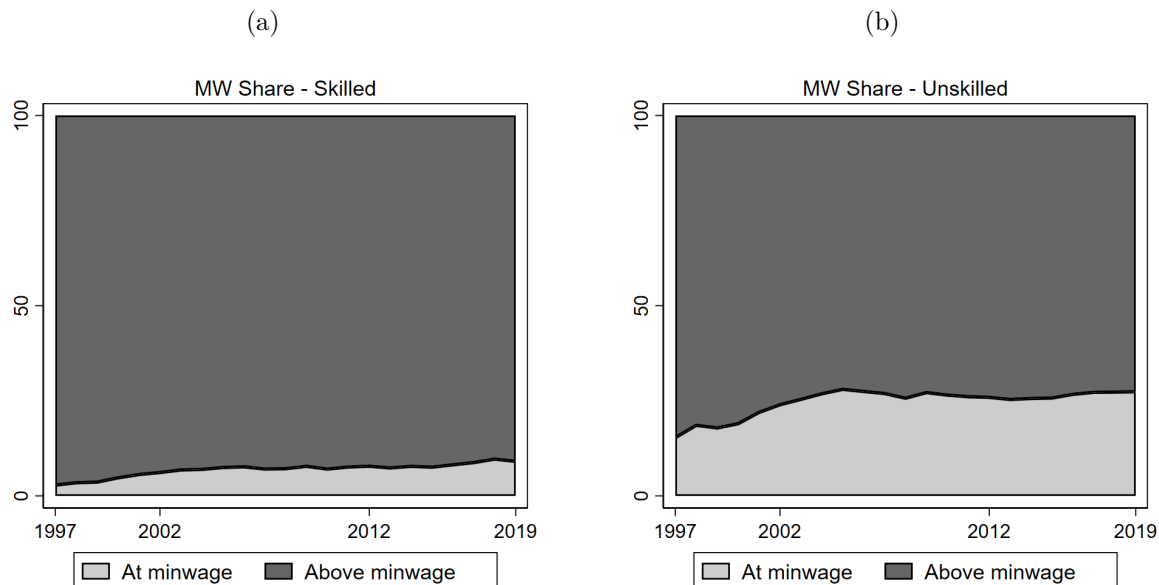 (a)
MW Share - Skilled
100
50
0
1997 2002 2012 2019
At minwage Above minwage
(b)
MW Share - Unskilled
100
50
0
1997 2002 2012 2019
At minwage Above minwage